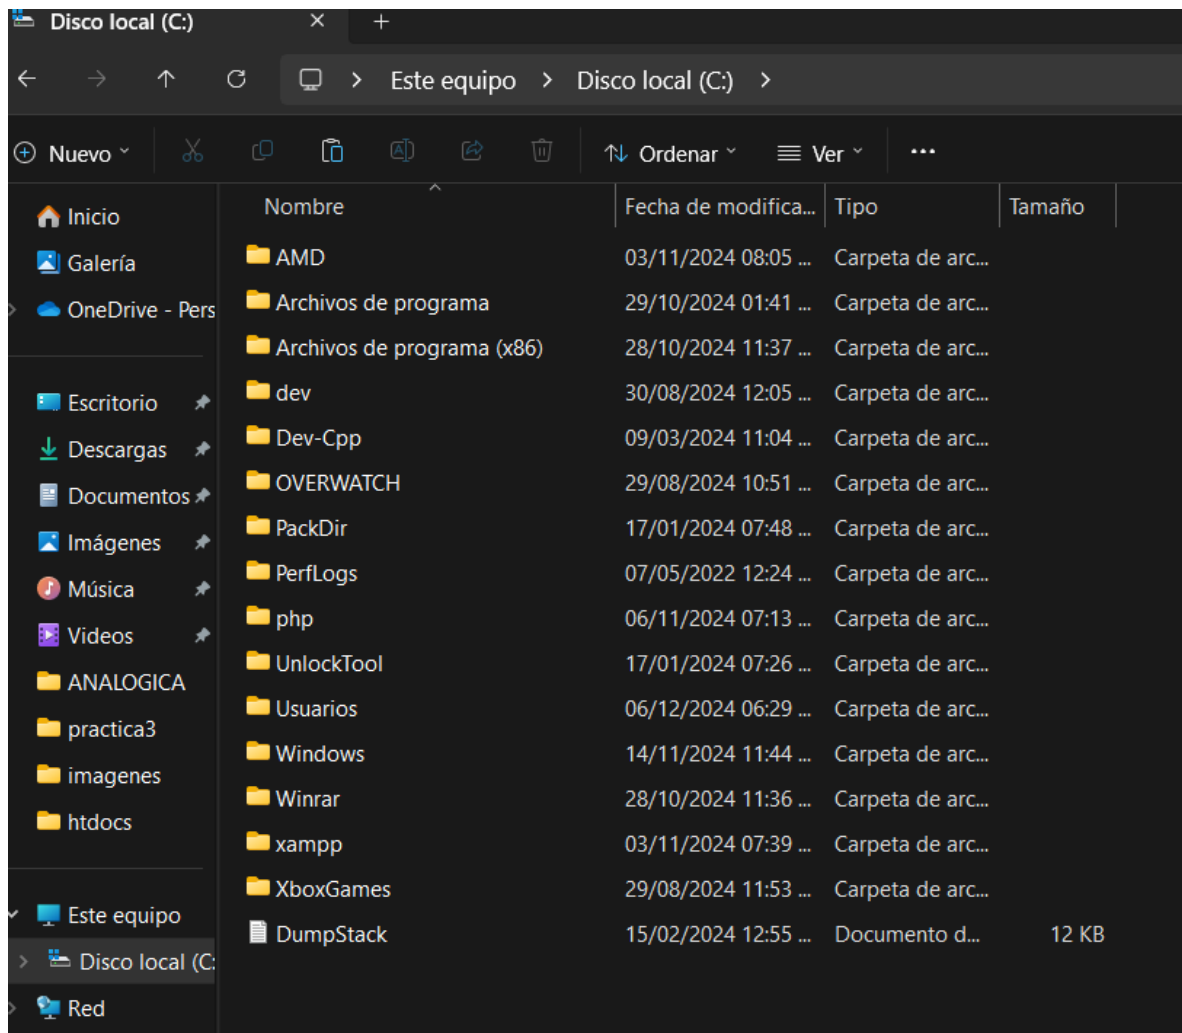 Disco local (C:)
Este equipo > Disco local (C:) >
Nuevo Ordenar Ver ...
Inicio
Galería
OneDrive - Pers
Escritorio
Descargas
Documentos
Imágenes
Música
Videos
ANALOGICA
practica3
imagenes
htdocs
Este equipo
Disco local (C:
Red
Nombre Fecha de modifica... Tipo Tamaño
AMD 03/11/2024 08:05 ... Carpeta de arc...
Archivos de programa 29/10/2024 01:41 ... Carpeta de arc...
Archivos de programa (x86) 28/10/2024 11:37 ... Carpeta de arc...
dev 30/08/2024 12:05 ... Carpeta de arc...
Dev-Cpp 09/03/2024 11:04 ... Carpeta de arc...
OVERWATCH 29/08/2024 10:51 ... Carpeta de arc...
PackDir 17/01/2024 07:48 ... Carpeta de arc...
PerfLogs 07/05/2022 12:24 ... Carpeta de arc...
php 06/11/2024 07:13 ... Carpeta de arc...
UnlockTool 17/01/2024 07:26 ... Carpeta de arc...
Usuarios 06/12/2024 06:29 ... Carpeta de arc...
Windows 14/11/2024 11:44 ... Carpeta de arc...
Winrar 28/10/2024 11:36 ... Carpeta de arc...
xampp 03/11/2024 07:39 ... Carpeta de arc...
XboxGames 29/08/2024 11:53 ... Carpeta de arc...
DumpStack 15/02/2024 12:55 ... Documento d... 12 KB